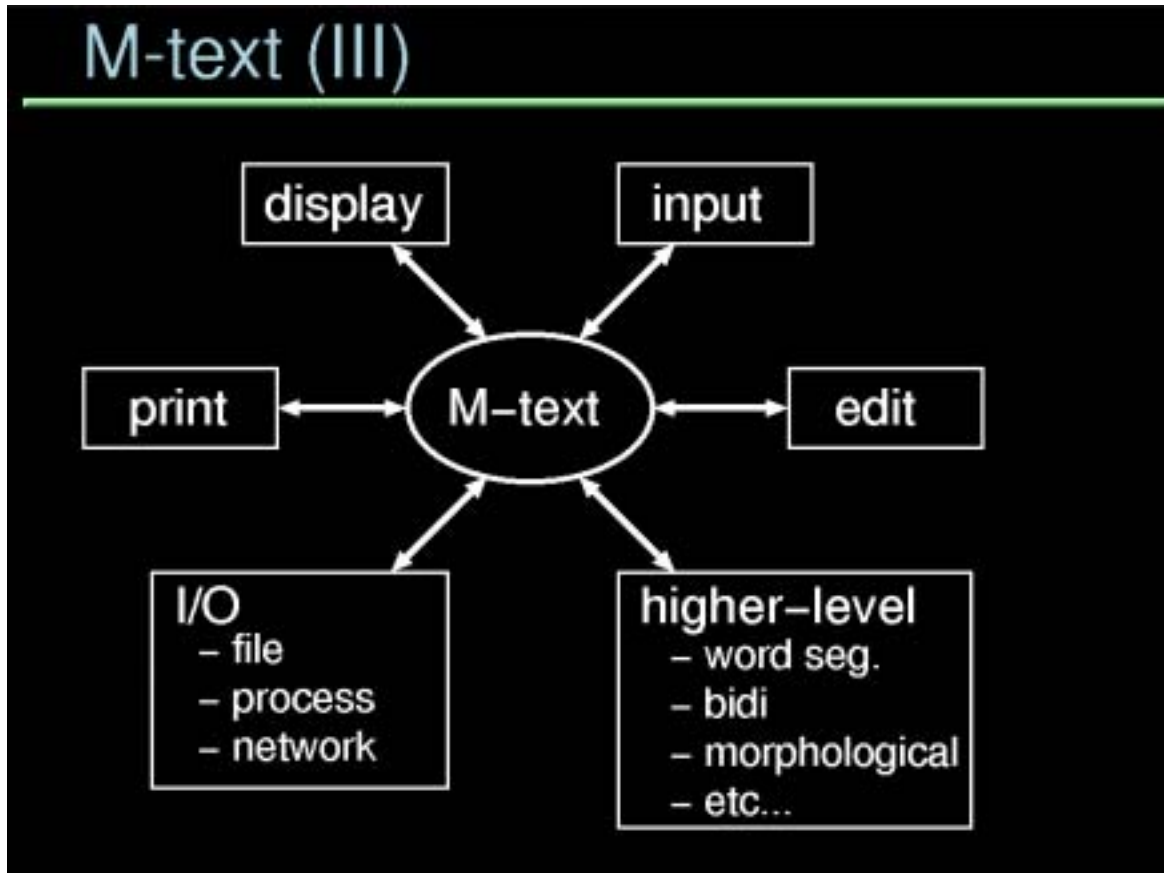 M-text (III)
display
input
print
M–text
edit
I/O
– file
– process
– network
higher–level
– word seg.
– bidi
– morphological
– etc...